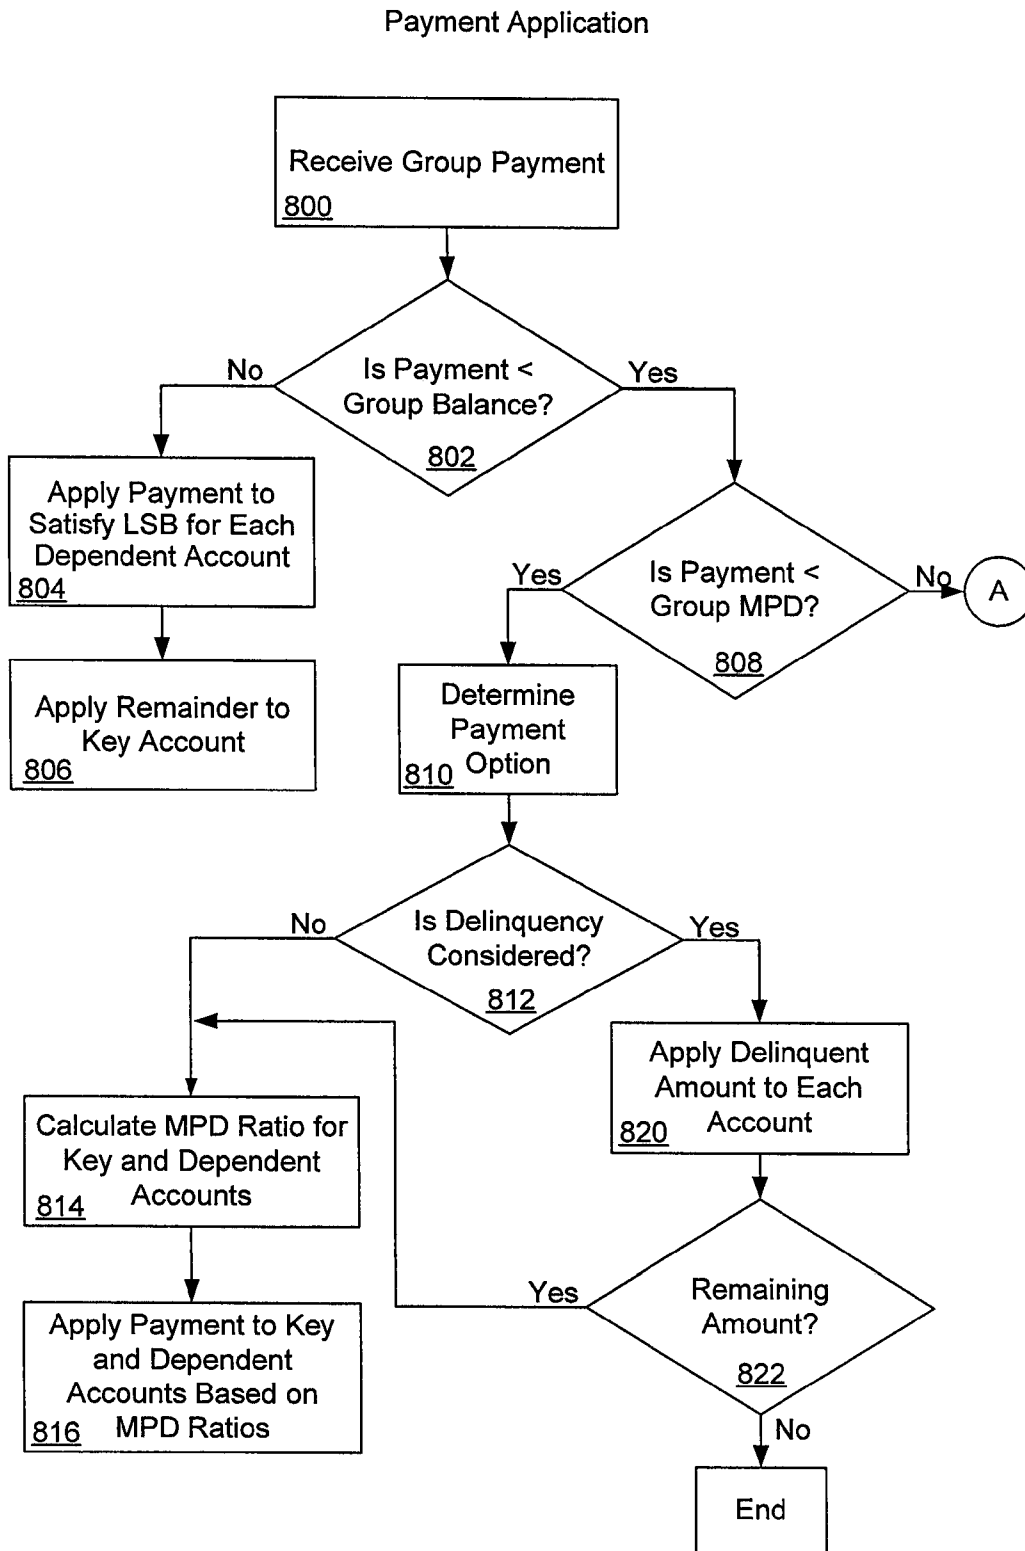 Payment Application
Receive Group Payment
800
Is Payment <
Group Balance?
802
No
Yes
Apply Payment to
Satisfy LSB for Each
Dependent Account
804
Is Payment <
Group MPD?
808
Yes
No
A
Apply Remainder to
Key Account
806
Determine
Payment
Option
810
Is Delinquency
Considered?
812
No
Yes
Apply Delinquent
Amount to Each
Account
820
Calculate MPD Ratio for
Key and Dependent
Accounts
814
Remaining
Amount?
822
Yes
No
Apply Payment to Key
and Dependent
Accounts Based on
MPD Ratios
816
End